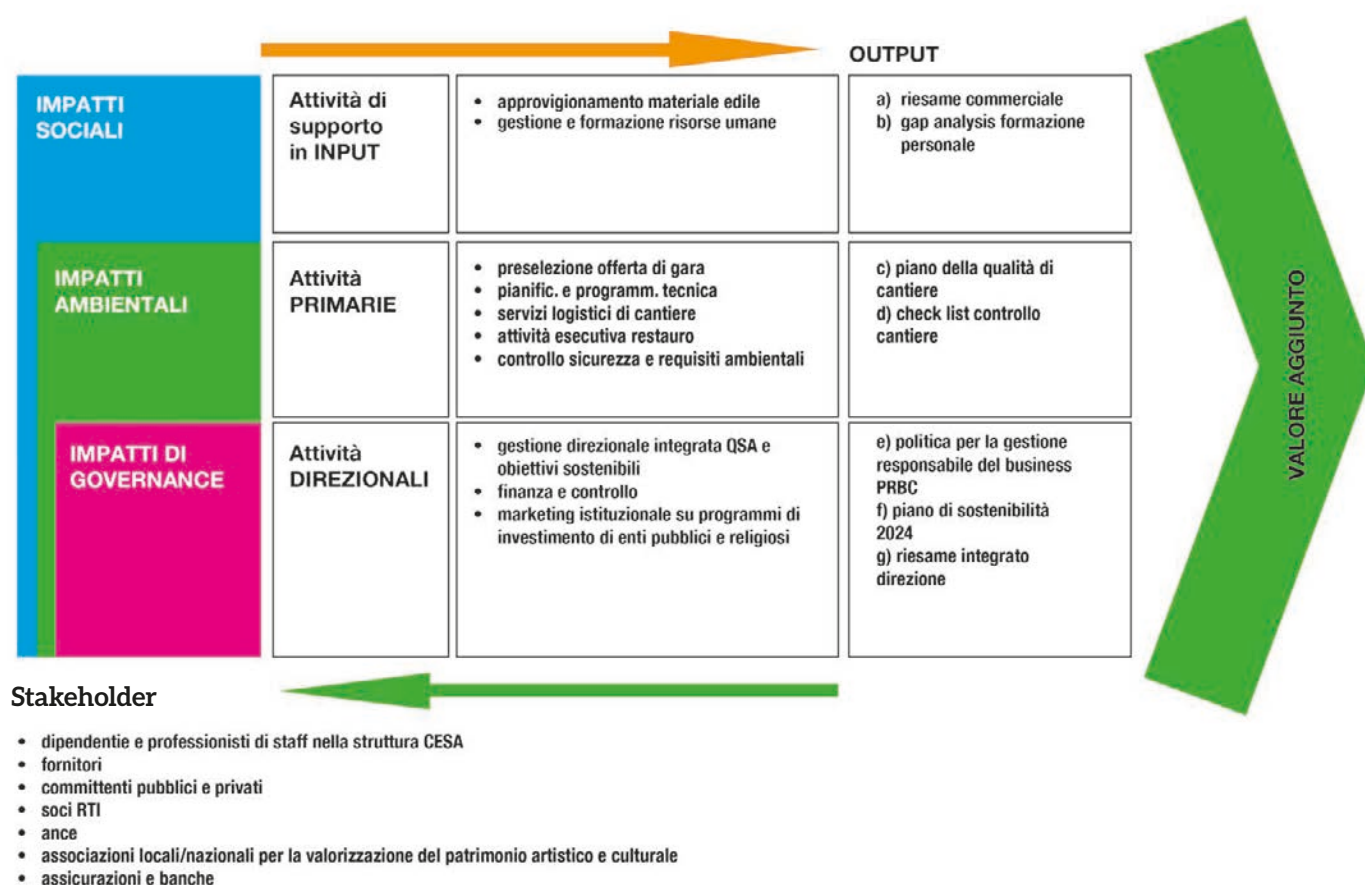 OUTPUT
IMPATTI
SOCIALI
Attività di
supporto
in INPUT
• approvigionamento materiale edile
• gestione e formazione risorse umane
a) riesame commerciale
b) gap analysis formazione
personale
IMPATTI
AMBIENTALI
Attività
PRIMARIE
• preselezione offerta di gara
• pianific. e programm. tecnica
• servizi logistici di cantiere
• attività esecutiva restauro
• controllo sicurezza e requisiti ambientali
c) piano della qualità di
cantiere
d) check list controllo
cantiere
IMPATTI DI
GOVERNANCE
Attività
DIREZIONALI
• gestione direzionale integrata QSA e
obiettivi sostenibili
• finanza e controllo
• marketing istituzionale su programmi di
investimento di enti pubblici e religiosi
e) politica per la gestione
responsabile del business
PRBC
f) piano di sostenibilità
2024
g) riesame integrato
direzione
VALORE AGGIUNTO
Stakeholder
• dipendentie e professionisti di staff nella struttura CESA
• fornitori
• committenti pubblici e privati
• soci RTI
• ance
• associazioni locali/nazionali per la valorizzazione del patrimonio artistico e culturale
• assicurazioni e banche